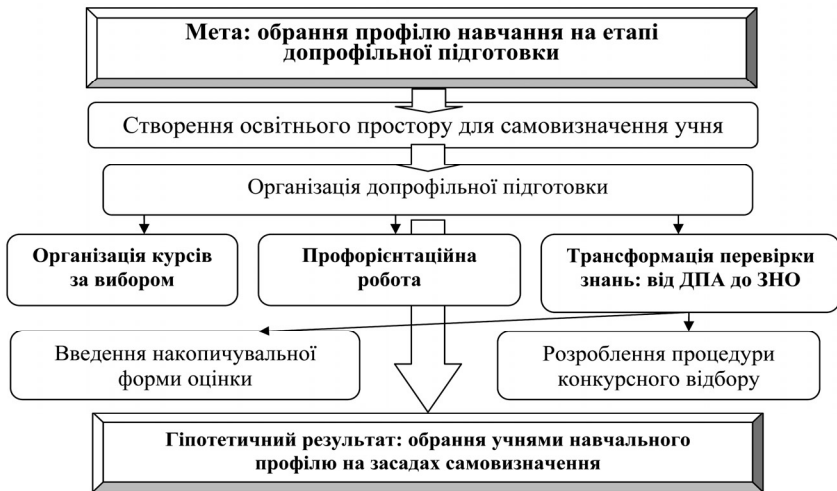 Мета: обрання профілю навчання на етапі
допрофільної підготовки
Створення освітнього простору для самовизначення учня
Організація допрофільної підготовки
Організація курсів
за вибором
Профорієнтаційна
робота
Трансформація перевірки
знань: від ДПА до ЗНО
Введення накопичувальної
форми оцінки
Розроблення процедури
конкурсного відбору
Гіпотетичний результат: обрання учнями навчального
профілю на засадах самовизначення